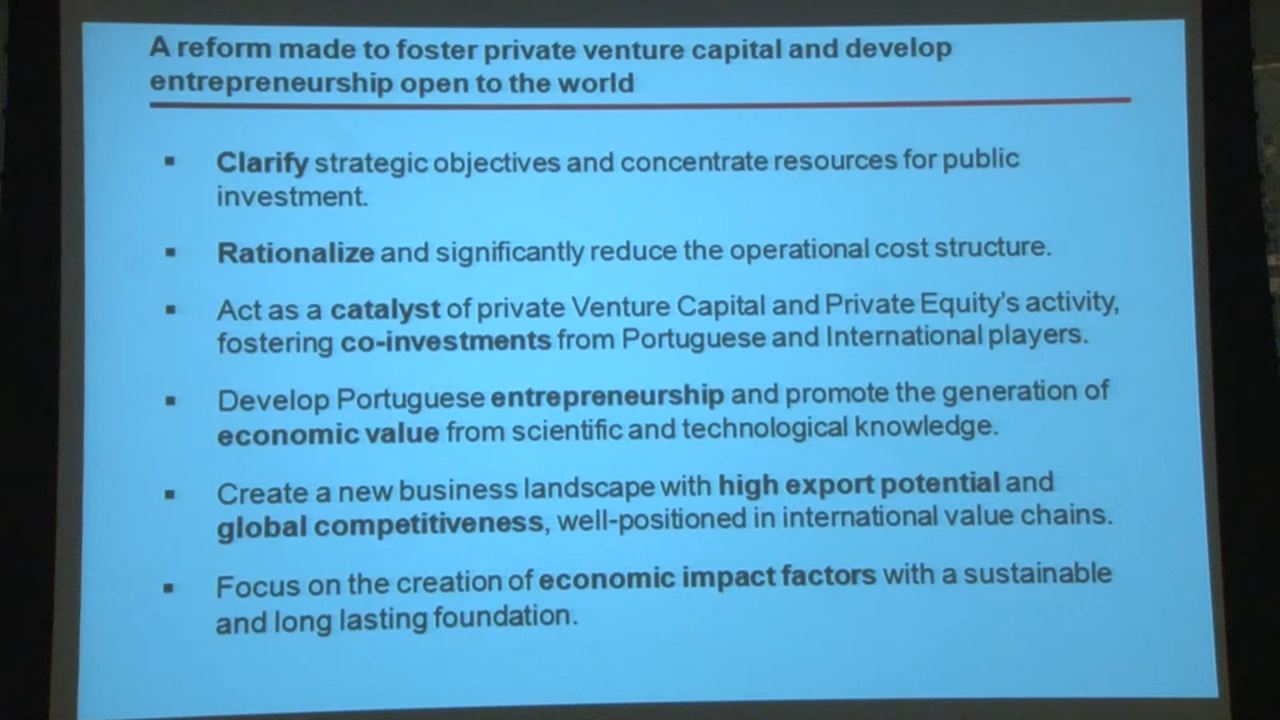 A reform made to foster private venture capital and develop
entrepreneurship open to the world
▪ Clarify strategic objectives and concentrate resources for public
investment.
▪ Rationalize and significantly reduce the operational cost structure.
▪ Act as a catalyst of private Venture Capital and Private Equity's activity,
fostering co-investments from Portuguese and International players.
▪ Develop Portuguese entrepreneurship and promote the generation of
economic value from scientific and technological knowledge.
▪ Create a new business landscape with high export potential and
global competitiveness, well-positioned in international value chains.
▪ Focus on the creation of economic impact factors with a sustainable
and long lasting foundation.